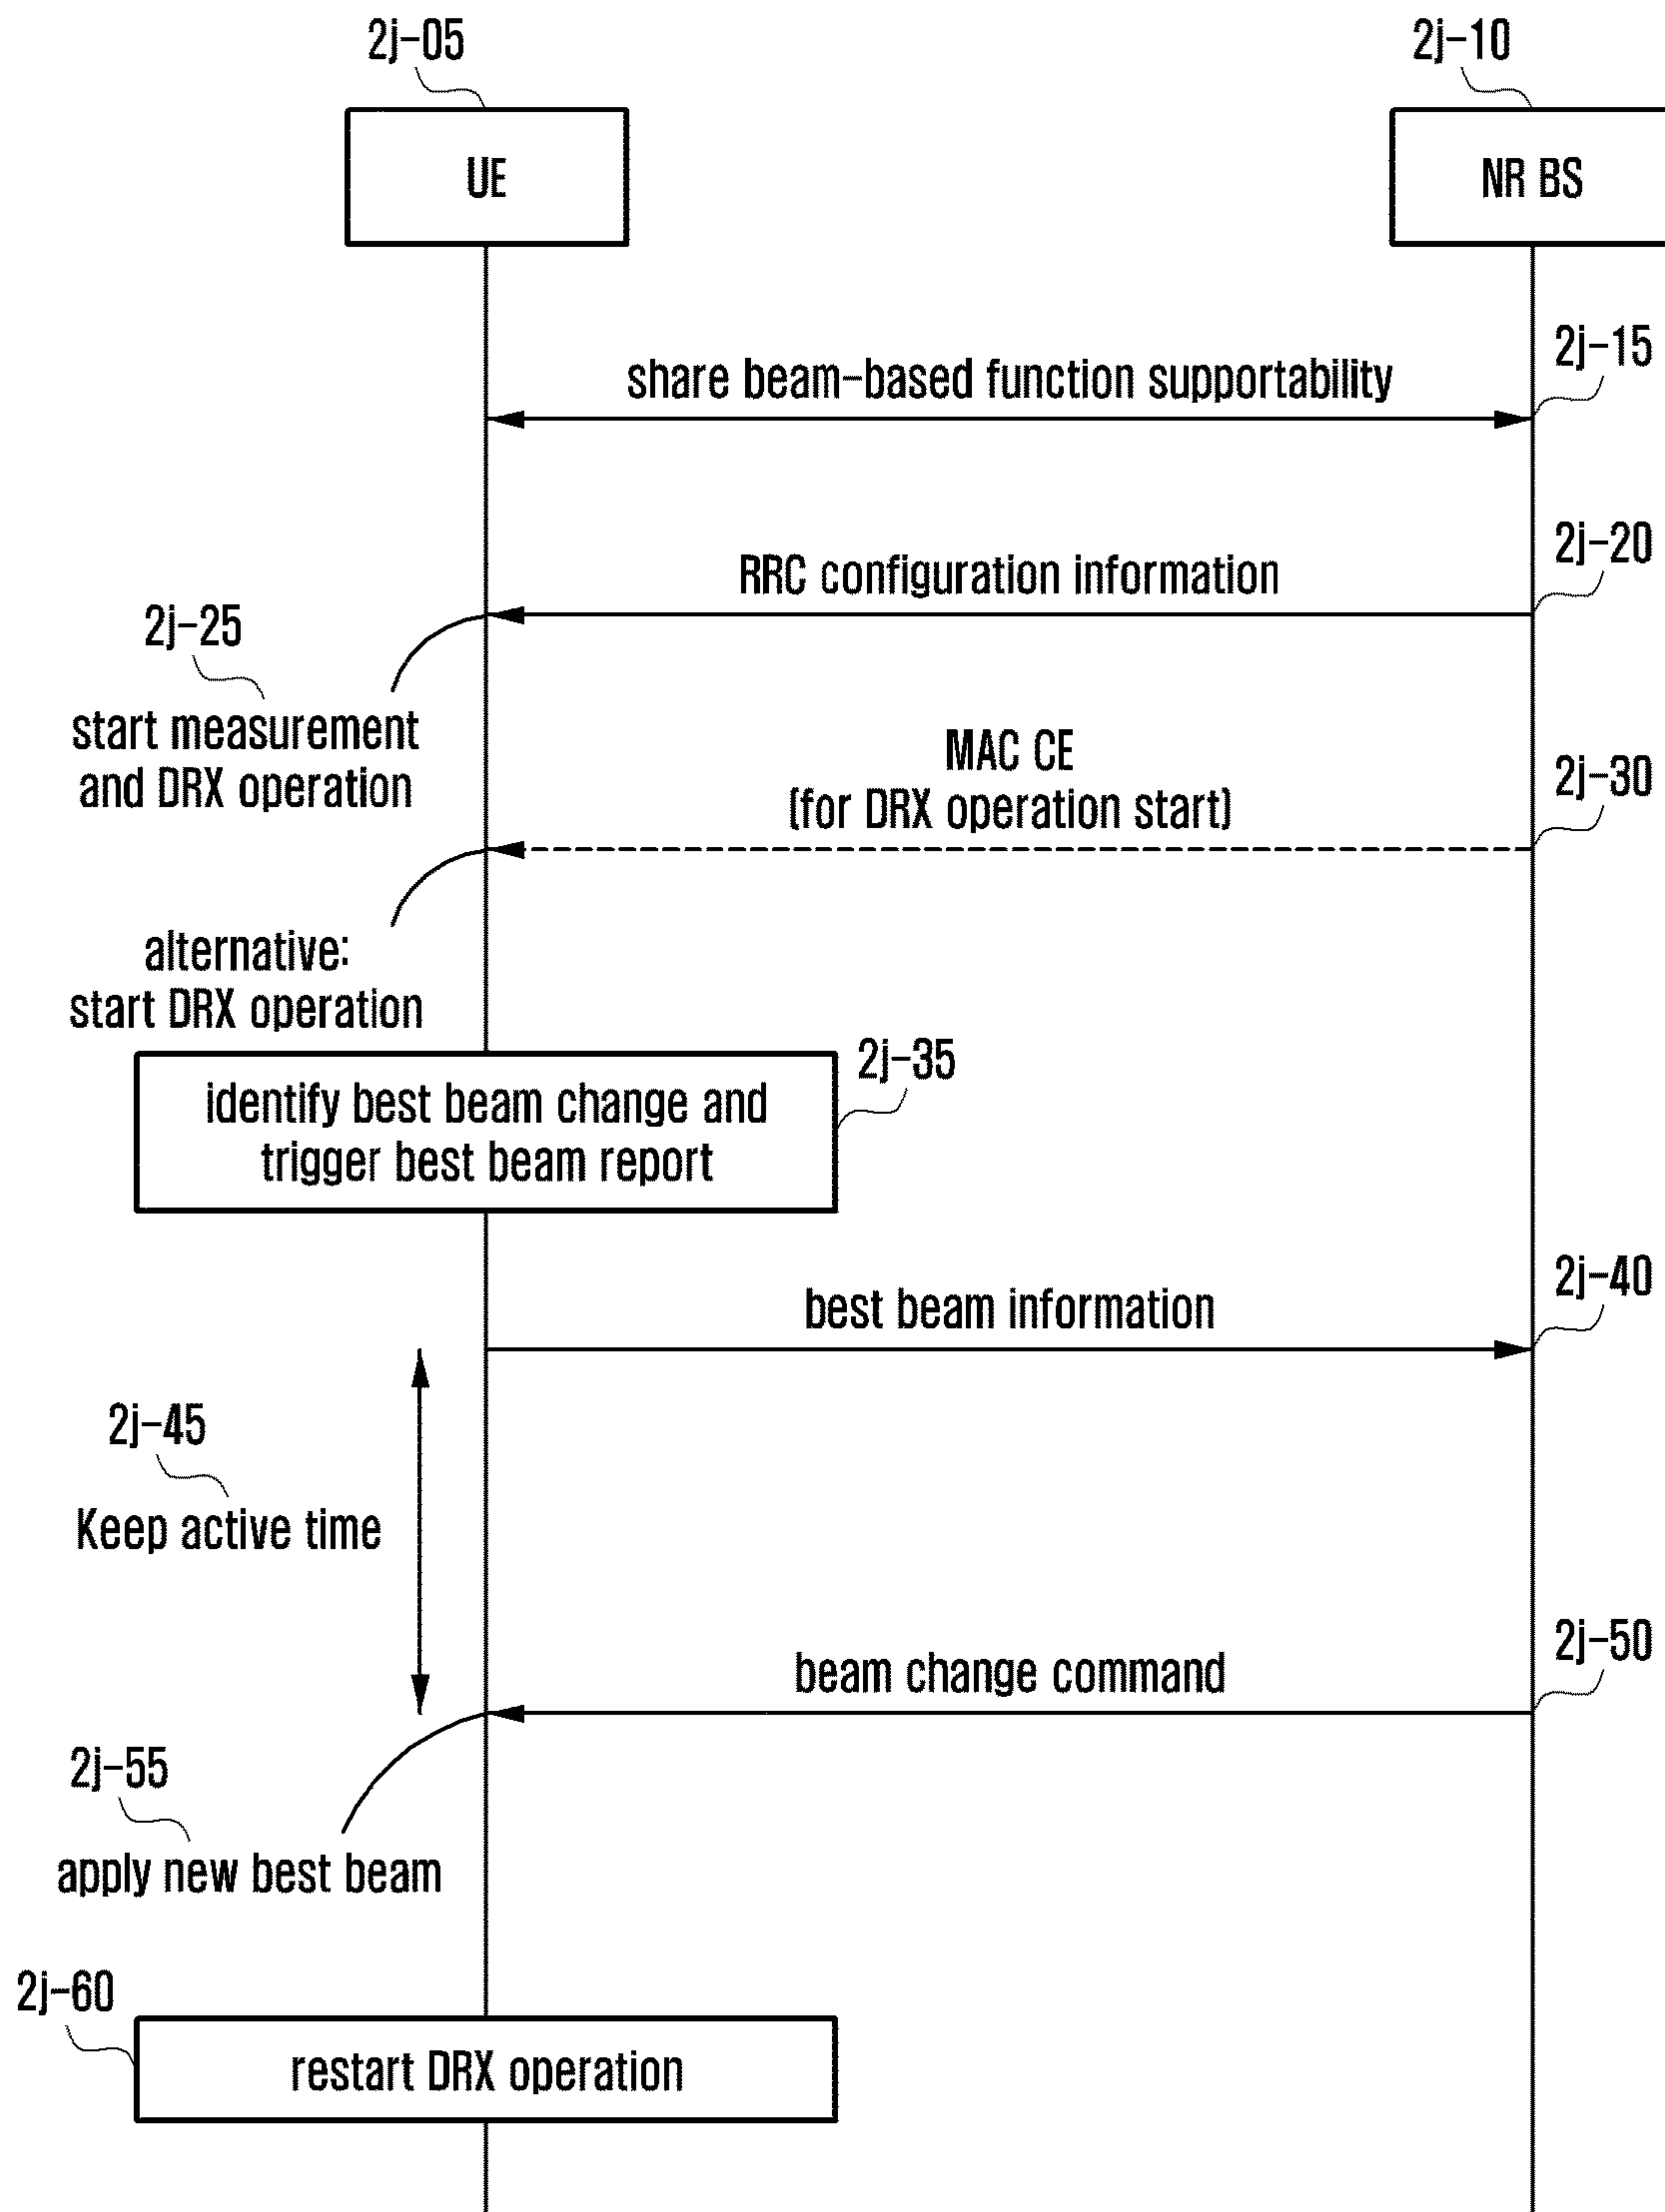 2j-05
2j-10
UE
NR BS
2j-15
share beam-based function supportability
2j-20
RRC configuration information
2j-25
start measurement
and DRX operation
MAC CE
(for DRX operation start)
2j-30
alternative:
start DRX operation
2j-35
identify best beam change and
trigger best beam report
2j-40
best beam information
2j-45
Keep active time
2j-50
beam change command
2j-55
apply new best beam
2j-60
restart DRX operation